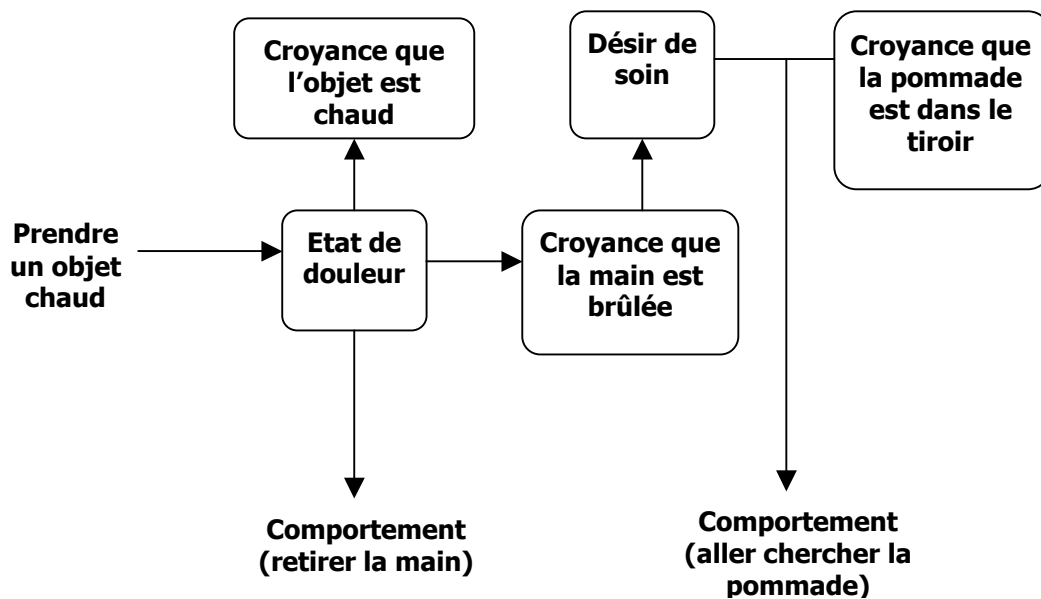 Croyance que
l’objet est
chaud
Désir de
soin
Croyance que
la pommade
est dans le
tiroir
Prendre
un objet
chaud
Etat de
douleur
Croyance que
la main est
brûlée
Comportement
(retirer la main)
Comportement
(aller chercher la
pommade)